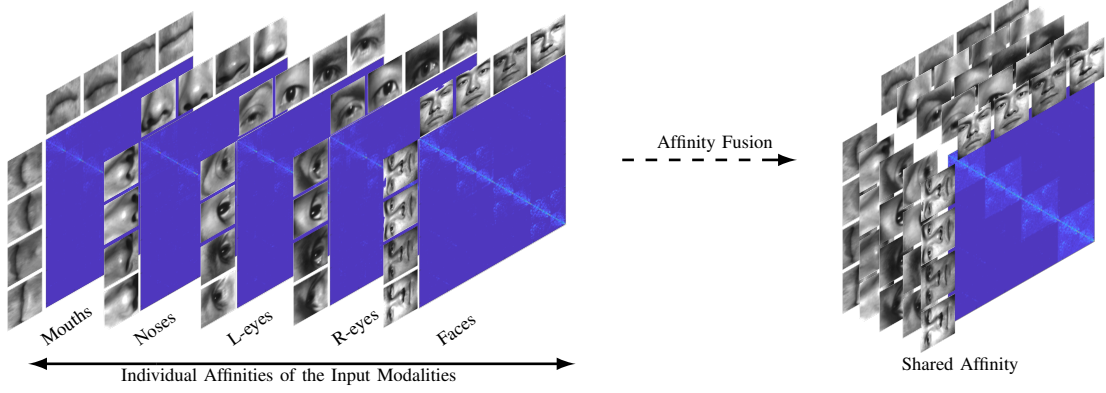 Affinity Fusion
Mouths
Noses
L-eyes
R-eyes
Faces
Individual Affinities of the Input Modalities
Shared Affinity